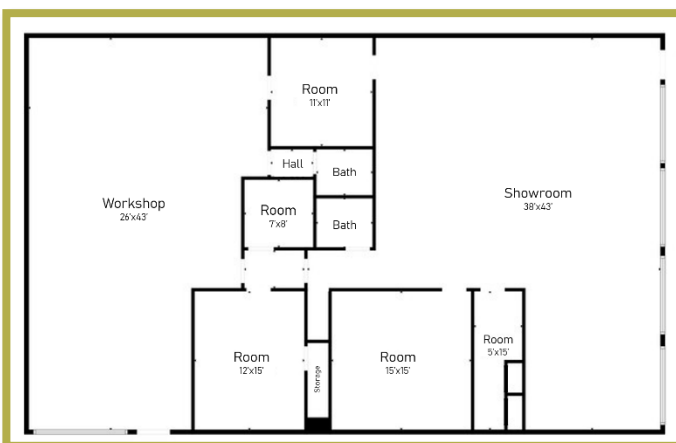 Room
11'x11'
Hall
Bath
Workshop
26'x43'
Room
7'x8'
Bath
Showroom
38'x43'
Room
12'x15'
Storage
Room
15'x15'
Room
5'x15'